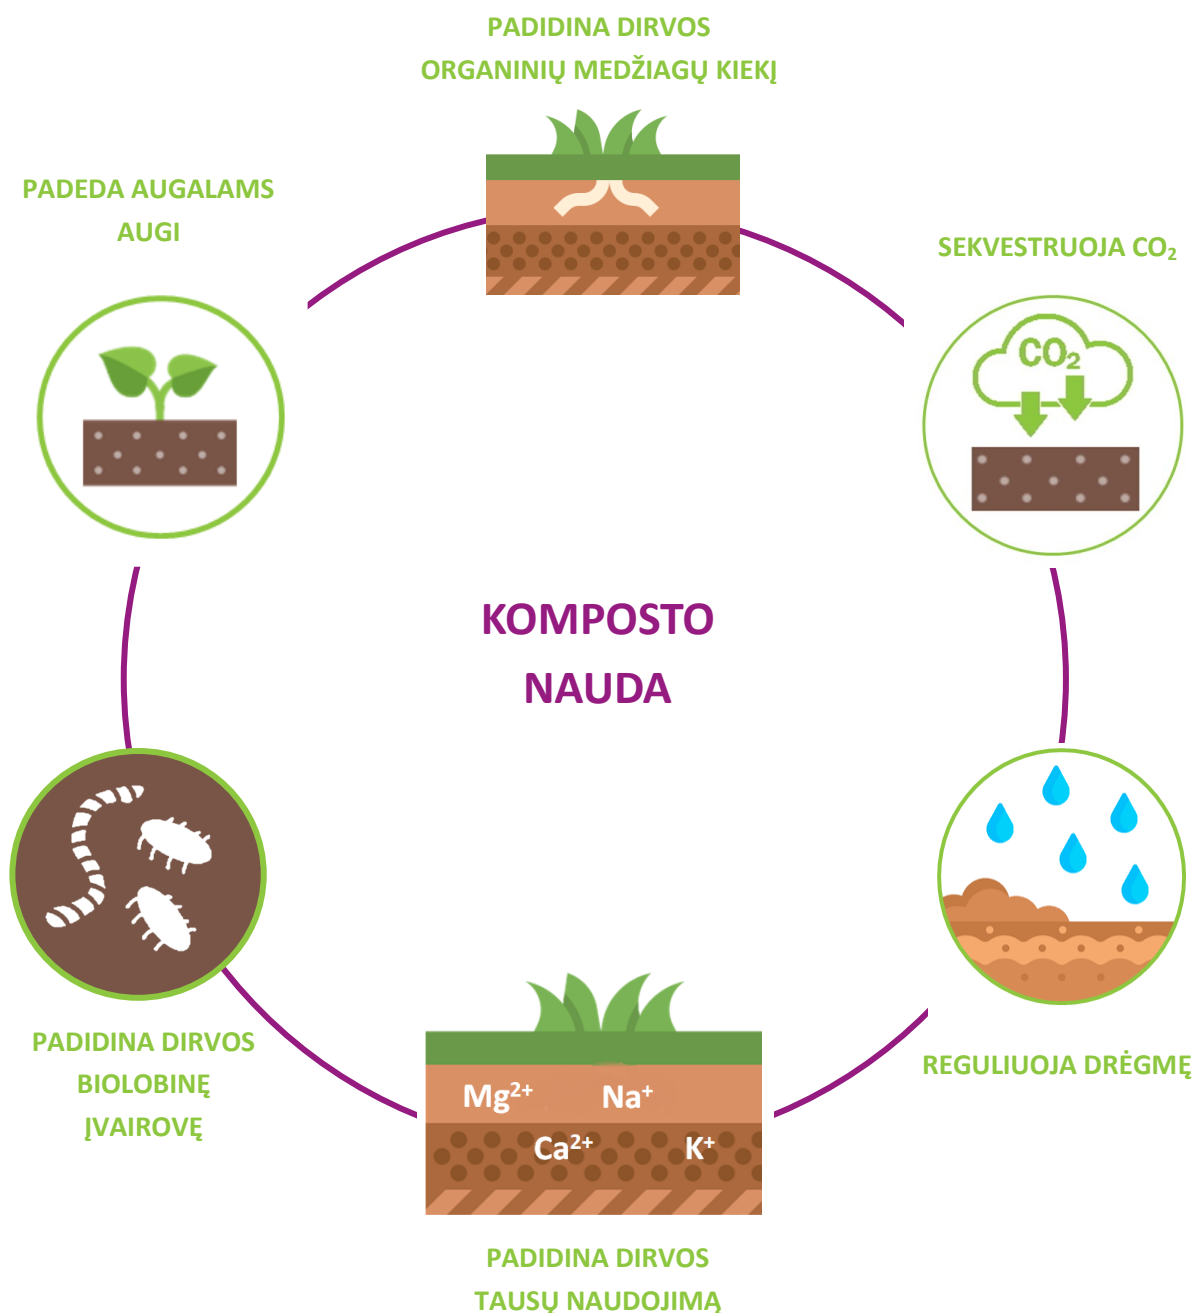 PADIDINA DIRVOS
ORGANINIŲ MEDŽIAGŲ KIEKĮ
PADEDA AUGALAMS
AUGI
SEKVESTRUOJA CO₂
CO₂
KOMPOSTO
NAUDA
PADIDINA DIRVOS
BIOLOBINĘ
ĮVAIROVĘ
REGULIUOJA DRĖGMĘ
Mg²⁺ Na⁺
Ca²⁺ K⁺
PADIDINA DIRVOS
TAUSŲ NAUDOJIMĄ